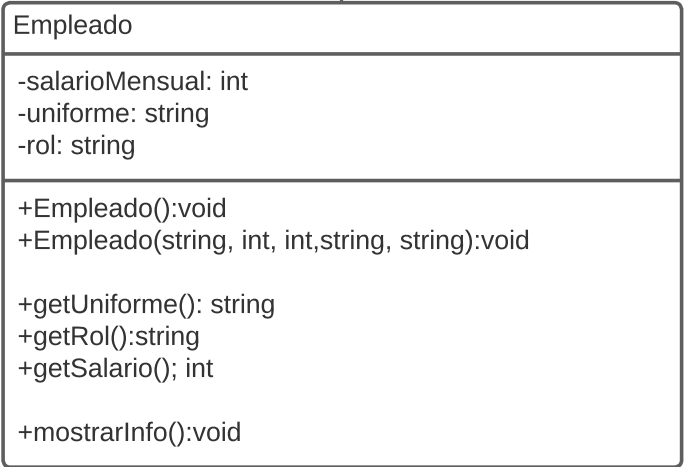 Empleado
-salarioMensual: int
-uniforme: string
-rol: string
+Empleado():void
+Empleado(string, int, int,string, string):void
+getUniforme(): string
+getRol():string
+getSalario(); int
+mostrarInfo():void